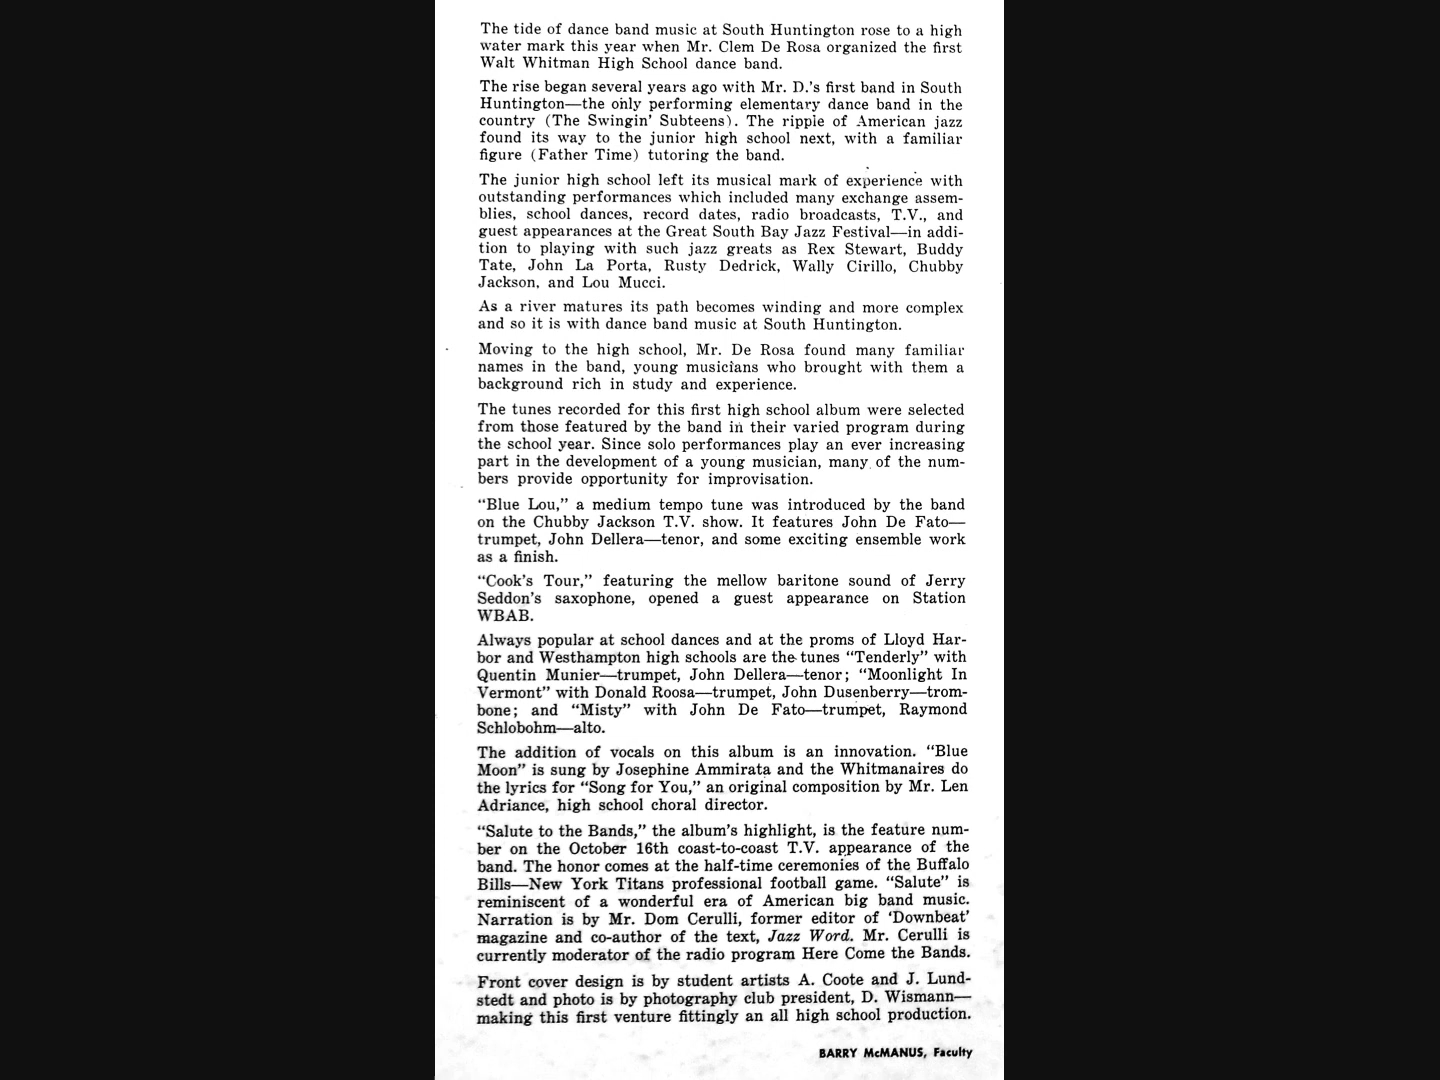 The tide of dance band music at South Huntington rose to a high
water mark this year when Mr. Clem De Rosa organized the first
Walt Whitman High School dance band.
The rise began several years ago with Mr. D.'s first band in South
Huntington—the only performing elementary dance band in the
country (The Swingin' Subteens). The ripple of American jazz
found its way to the junior high school next, with a familiar
figure (Father Time) tutoring the band.
The junior high school left its musical mark of experience with
outstanding performances which included many exchange assem-
blies, school dances, record dates, radio broadcasts, T.V., and
guest appearances at the Great South Bay Jazz Festival—in addi-
tion to playing with such jazz greats as Rex Stewart, Buddy
Tate, John La Porta, Rusty Dedrick, Wally Cirillo, Chubby
Jackson, and Lou Mucci.
As a river matures its path becomes winding and more complex
and so it is with dance band music at South Huntington.
Moving to the high school, Mr. De Rosa found many familiar
names in the band, young musicians who brought with them a
background rich in study and experience.
The tunes recorded for this first high school album were selected
from those featured by the band in their varied program during
the school year. Since solo performances play an ever increasing
part in the development of a young musician, many of the num-
bers provide opportunity for improvisation.
“Blue Lou,” a medium tempo tune was introduced by the band
on the Chubby Jackson T.V. show. It features John De Fato—
trumpet, John Dellera—tenor, and some exciting ensemble work
as a finish.
“Cook's Tour,” featuring the mellow baritone sound of Jerry
Seddon's saxophone, opened a guest appearance on Station
WBAB.
Always popular at school dances and at the proms of Lloyd Har-
bor and Westhampton high schools are the tunes “Tenderly” with
Quentin Munier—trumpet, John Dellera—tenor; “Moonlight In
Vermont” with Donald Roosa—trumpet, John Dusenberry—trom-
bone; and “Misty” with John De Fato—trumpet, Raymond
Schlobohm—alto.
The addition of vocals on this album is an innovation. “Blue
Moon” is sung by Josephine Ammirata and the Whitmanaires do
the lyrics for “Song for You,” an original composition by Mr. Len
Adriance, high school choral director.
“Salute to the Bands,” the album's highlight, is the feature num-
ber on the October 16th coast-to-coast T.V. appearance of the
band. The honor comes at the half-time ceremonies of the Buffalo
Bills—New York Titans professional football game. “Salute” is
reminiscent of a wonderful era of American big band music.
Narration is by Mr. Dom Cerulli, former editor of ‘Downbeat’
magazine and co-author of the text, Jazz Word. Mr. Cerulli is
currently moderator of the radio program Here Come the Bands.
Front cover design is by student artists A. Coote and J. Lund-
stedt and photo is by photography club president, D. Wismann—
making this first venture fittingly an all high school production.
BARRY McMANUS, Faculty